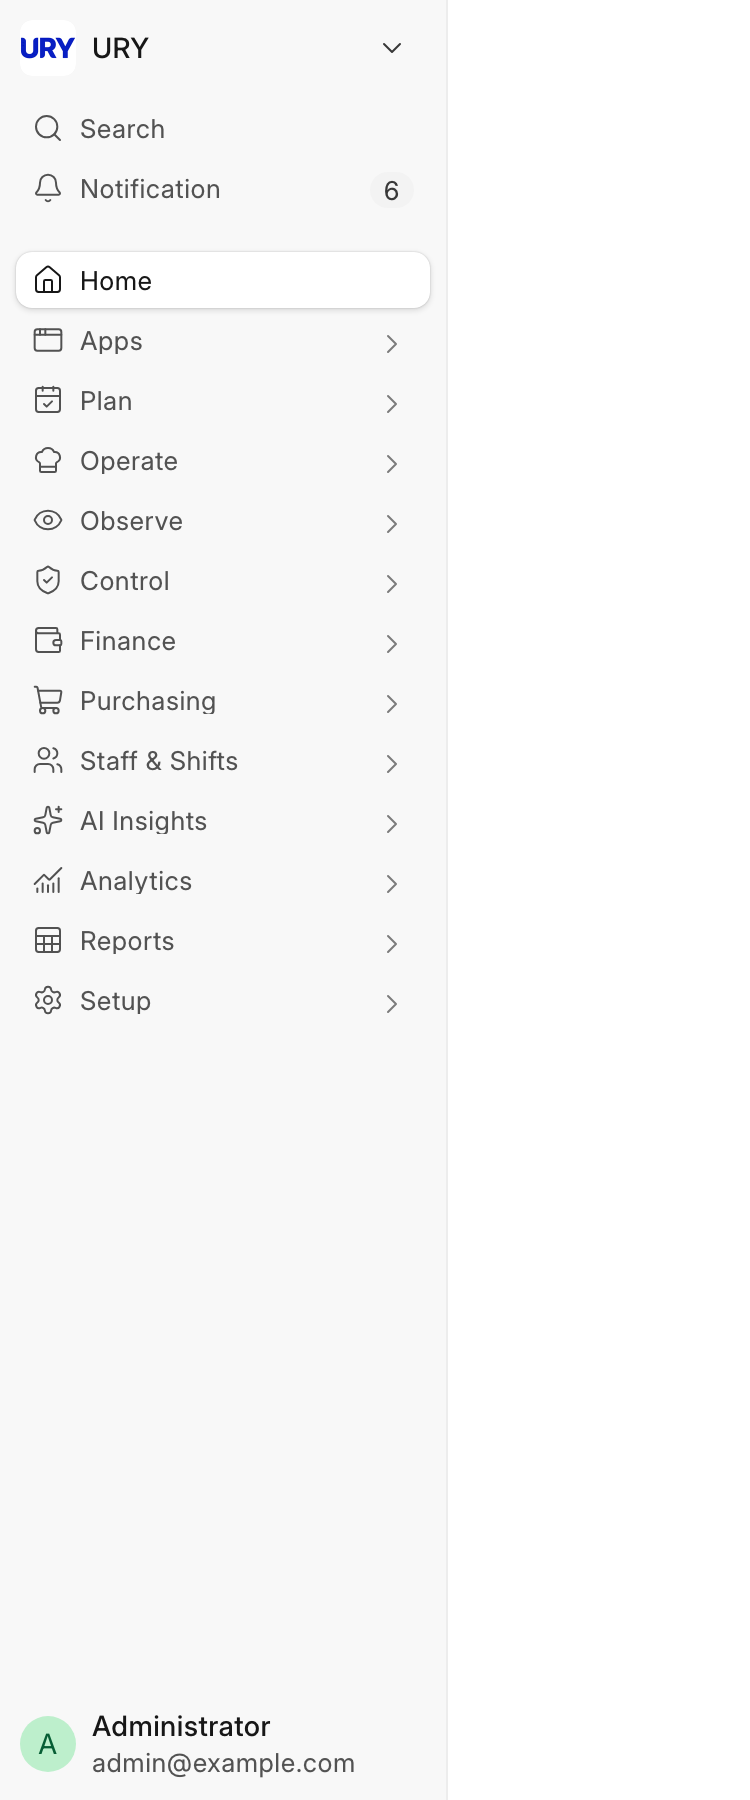 URY URY
Search
Notification 6
Home
Apps
Plan
Operate
Observe
Control
Finance
Purchasing
Staff & Shifts
AI Insights
Analytics
Reports
Setup
A
Administrator
admin@example.com